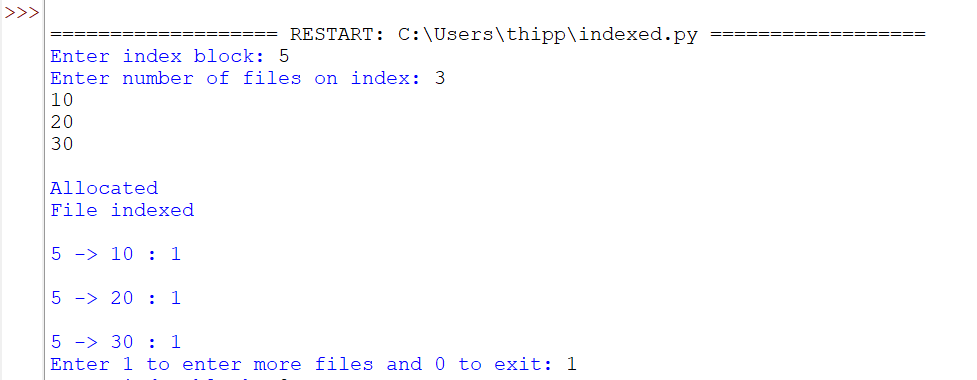 >>>
=================== RESTART: C:\Users\thipp\indexed.py ==================
Enter index block: 5
Enter number of files on index: 3
10
20
30
Allocated
File indexed
5 -> 10 : 1
5 -> 20 : 1
5 -> 30 : 1
Enter 1 to enter more files and 0 to exit: 1